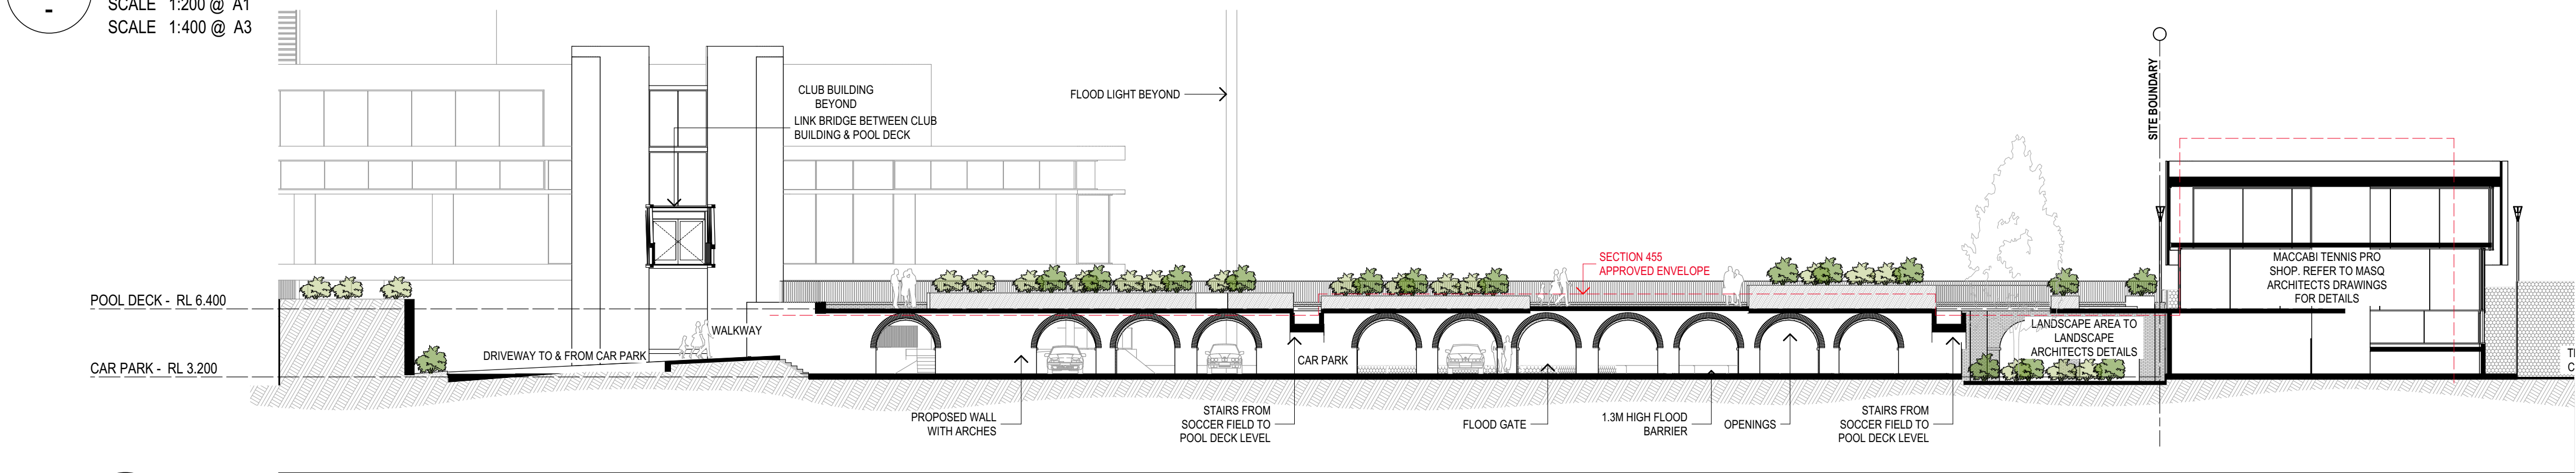 -
SCALE 1:200 @ A1
SCALE 1:400 @ A3
CLUB BUILDING
BEYOND
LINK BRIDGE BETWEEN CLUB
BUILDING & POOL DECK
FLOOD LIGHT BEYOND
SITE BOUNDARY
SECTION 455
APPROVED ENVELOPE
MACCABI TENNIS PRO
SHOP. REFER TO MASQ
ARCHITECTS DRAWINGS
FOR DETAILS
POOL DECK - RL 6.400
WALKWAY
DRIVEWAY TO & FROM CAR PARK
CAR PARK
LANDSCAPE AREA TO
LANDSCAPE
ARCHITECTS DETAILS
CAR PARK - RL 3.200
PROPOSED WALL
WITH ARCHES
STAIRS FROM
SOCCER FIELD TO
POOL DECK LEVEL
FLOOD GATE
1.3M HIGH FLOOD
BARRIER
OPENINGS
STAIRS FROM
SOCCER FIELD TO
POOL DECK LEVEL